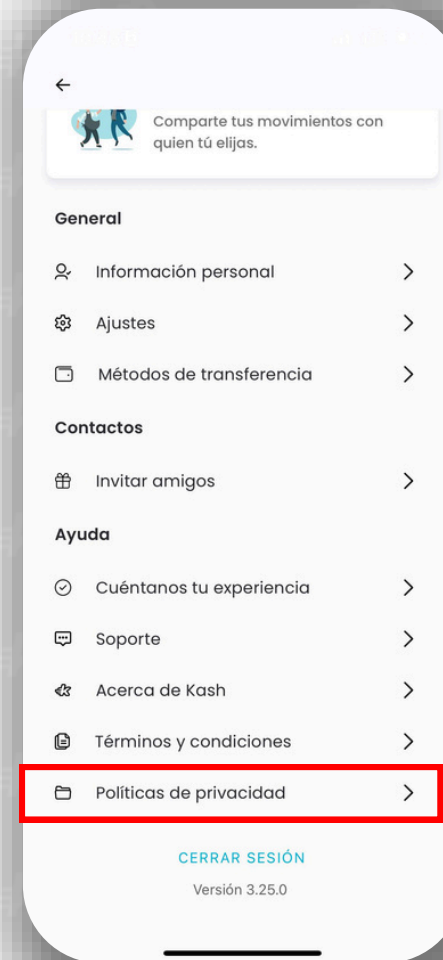 Comparte tus movimientos con
quien tú elijas.
General
Información personal
Ajustes
Métodos de transferencia
Contactos
Invitar amigos
Ayuda
Cuéntanos tu experiencia
Soporte
Acerca de Kash
Términos y condiciones
Políticas de privacidad
CERRAR SESIÓN
Versión 3.25.0